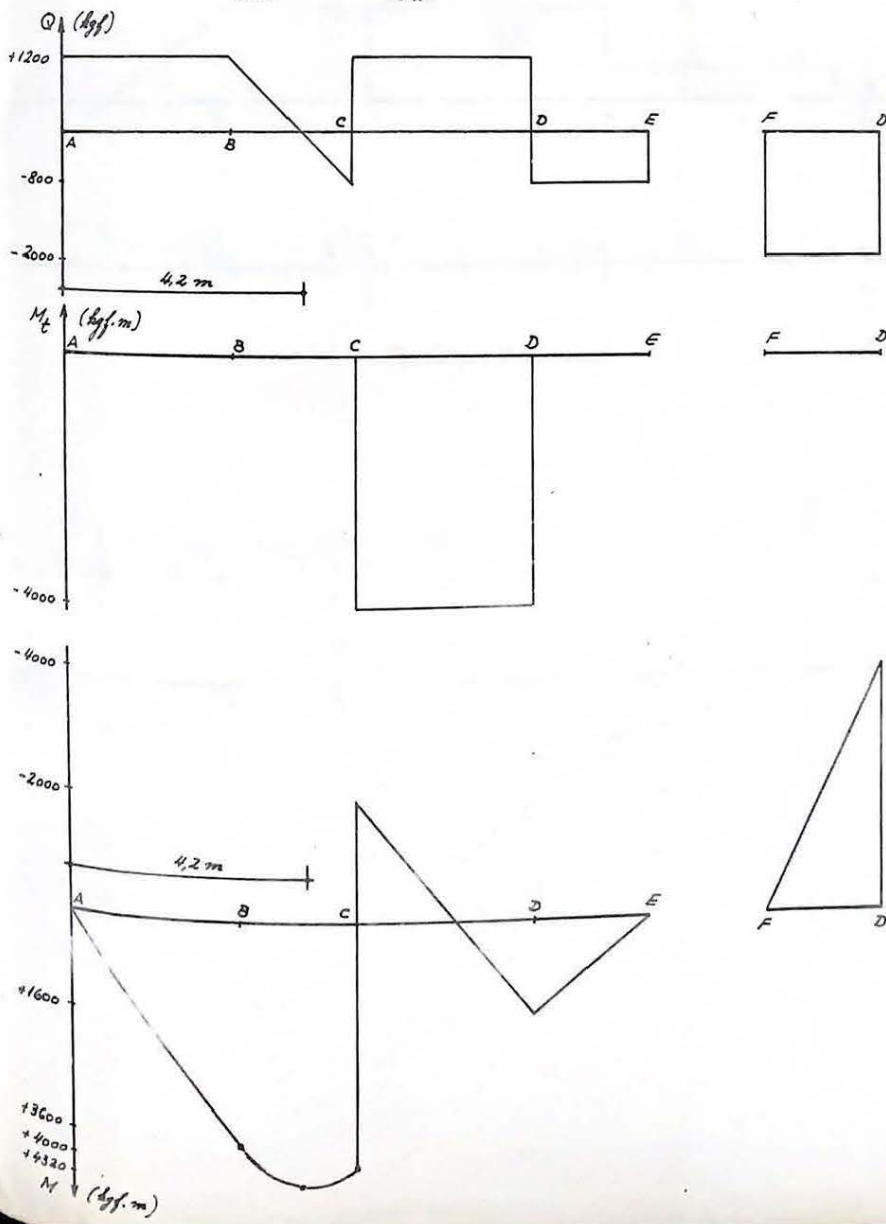 Q (kgf)
+1200
A B C D E F D
-800
-2000
4,2 m
Mt (kgf.m)
A B C D E F D
-4000
-4000
-2000
4,2 m
A B C D E F D
+1600
+3600
+4000
+4320
M (kgf.m)